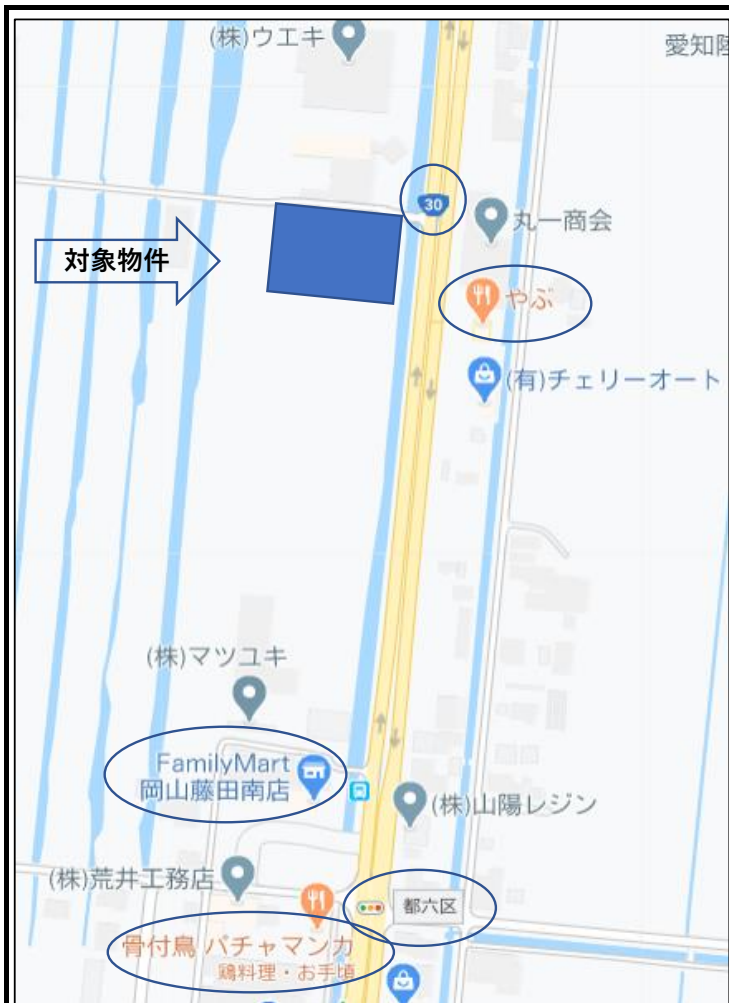 (株)ウエキ
愛知陸
30
丸一商会
対象物件
やぶ
(有)チェリーオート
(株)マツユキ
FamilyMart
岡山藤田南店
(株)山陽レジン
(株)荒井工務店
都六区
骨付鳥 バチャマンカ
鶏料理・お手頃